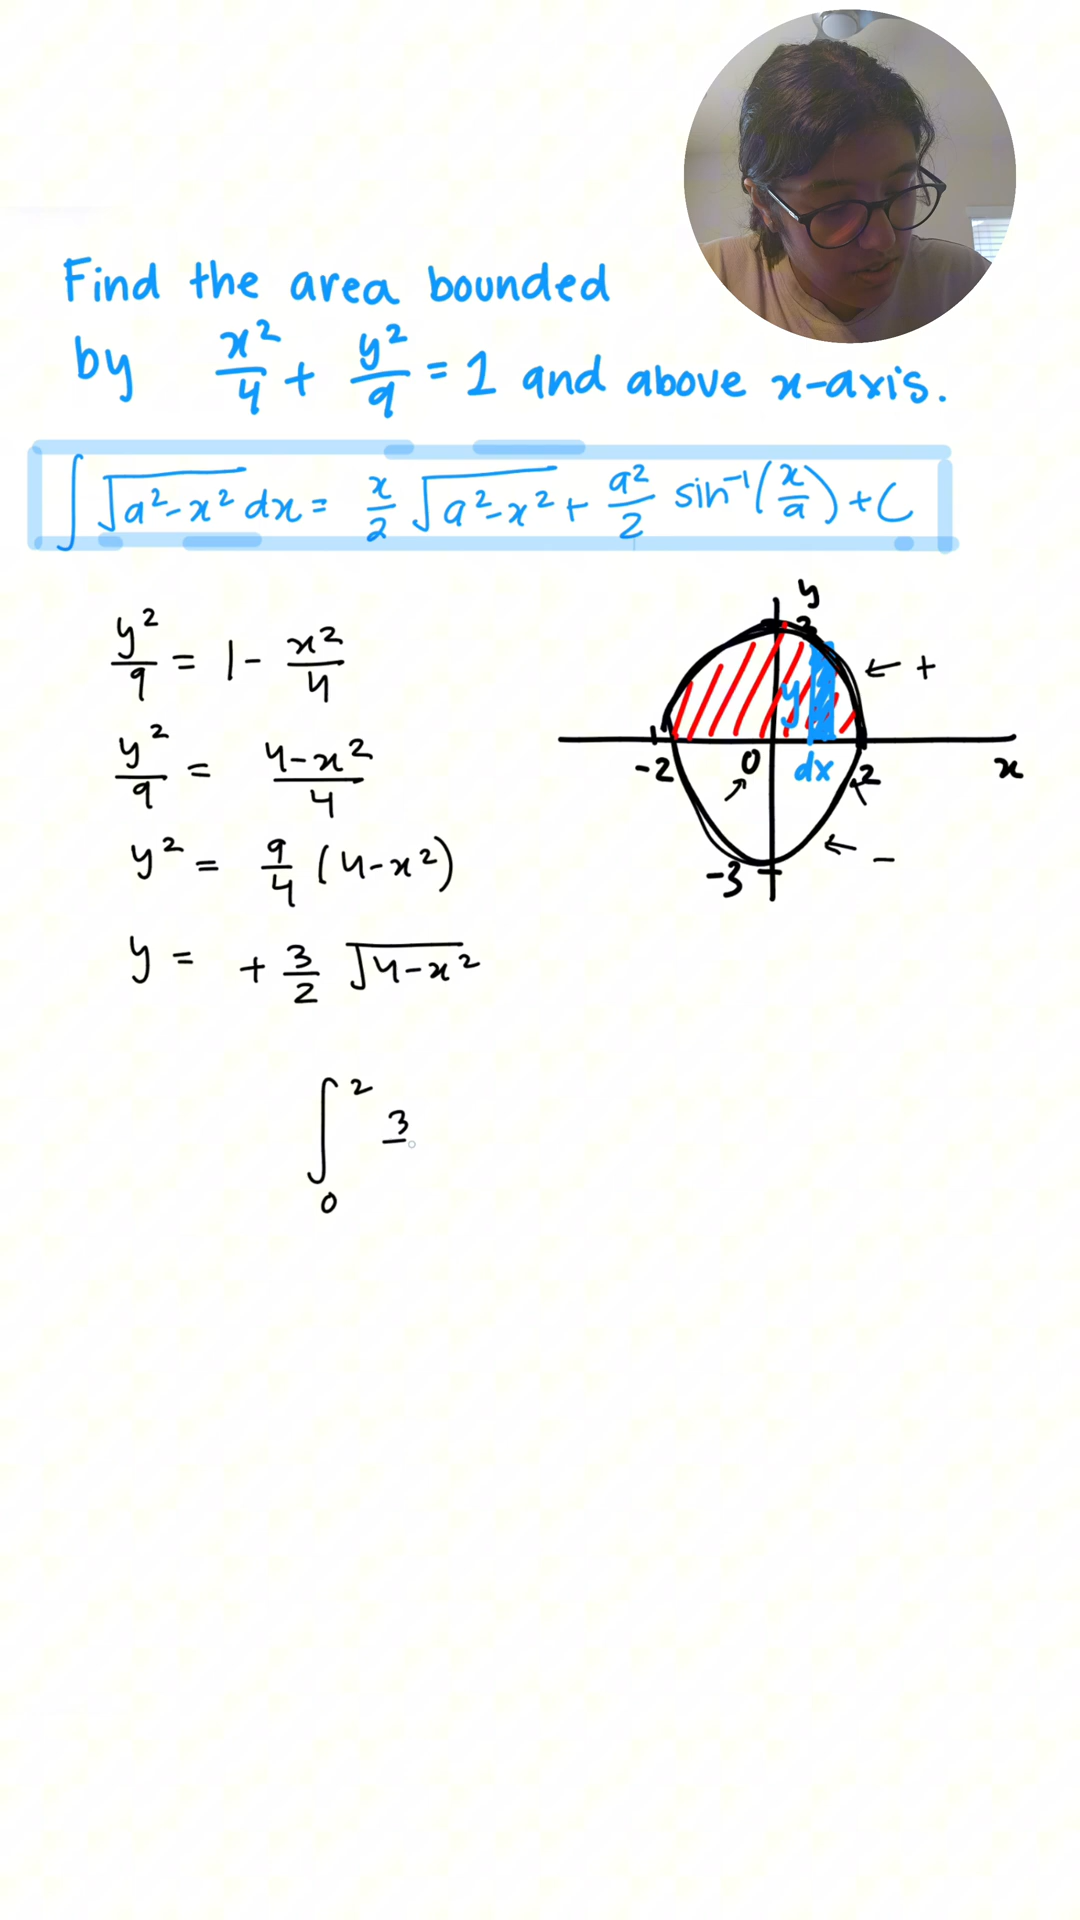 Find the area bounded
by x²/4 + y²/9 = 1 and above x-axis.
∫ √(a²-x²) dx = x/2 √(a²-x²) + a²/2 sin⁻¹(x/a) + C
y²/9 = 1 - x²/4
y²/9 = (4-x²)/4
y² = 9/4 (4-x²)
y = + 3/2 √(4-x²)
∫₀² 3
y
← +
y
-2
0
dx
2
x
← -
-3